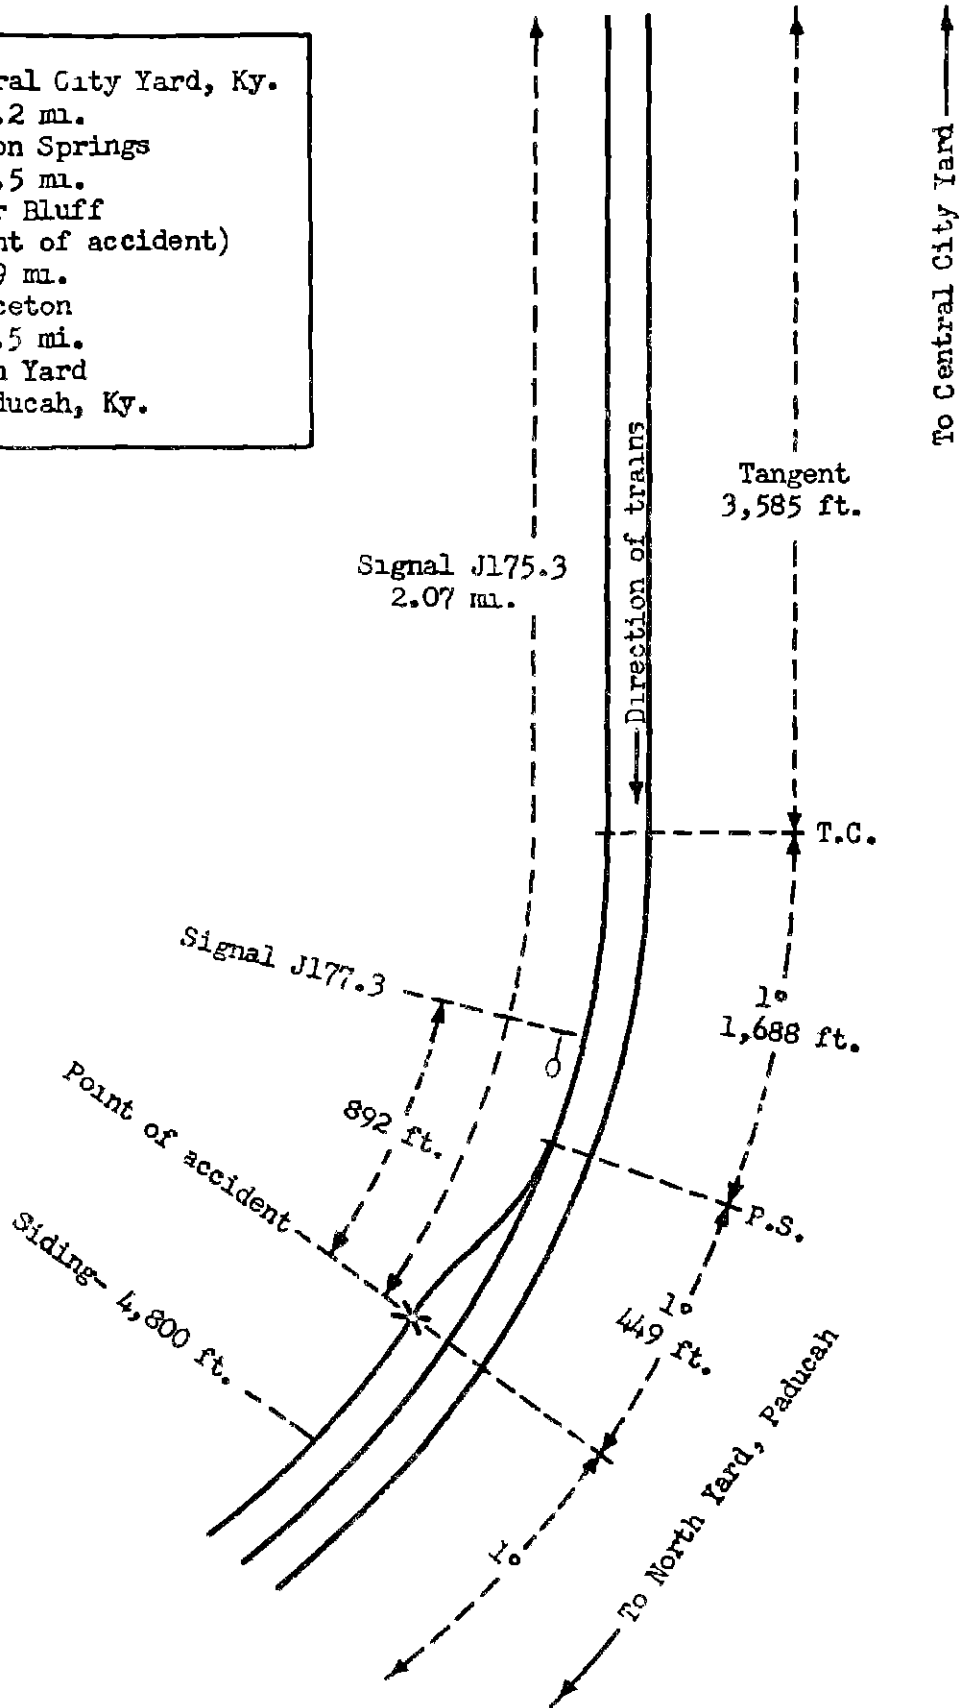 ral City Yard, Ky.
.2 mi.
on Springs
.5 mi.
r Bluff
nt of accident)
9 mi.
ceton
.5 mi.
n Yard
ducah, Ky.
To Central City Yard
Direction of trains
Tangent
3,585 ft.
Signal J175.3
2.07 mi.
T.C.
Signal J177.3
1°
1,688 ft.
Point of accident
892 ft.
P.S.
Siding- 4,800 ft.
1°
449 ft.
1°
To North Yard, Paducah